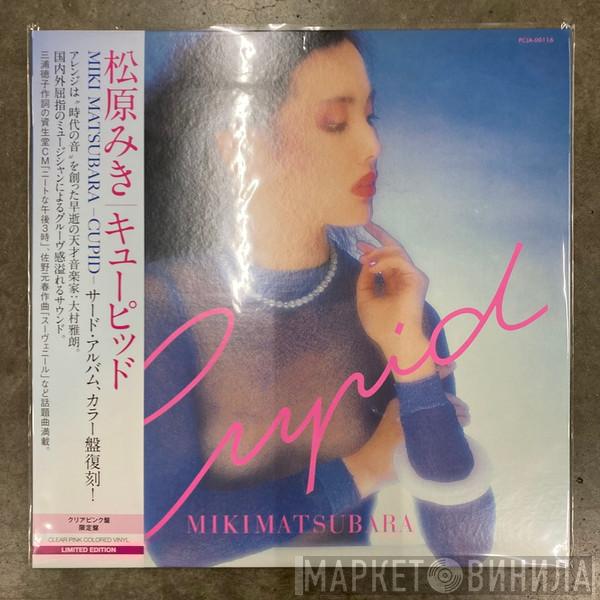 PCJA-00116
松原みき｜キューピッド
MIKI MATSUBARA －CUPID－ サード・アルバム、カラー盤復刻！
アレンジは“時代の音”を創った早逝の天才音楽家：大村雅朗。
国内外屈指のミュージシャンによるグルーヴ感溢れるサウンド。
三浦徳子作詞の資生堂CM「ニートな午後3時」、佐野元春作曲「スーヴェニール」など話題曲満載。
Cupid
MIKI MATSUBARA
クリアピンク盤
限定盤
CLEAR PINK COLORED VINYL
LIMITED EDITION
МАРКЕТ ВИНИЛА